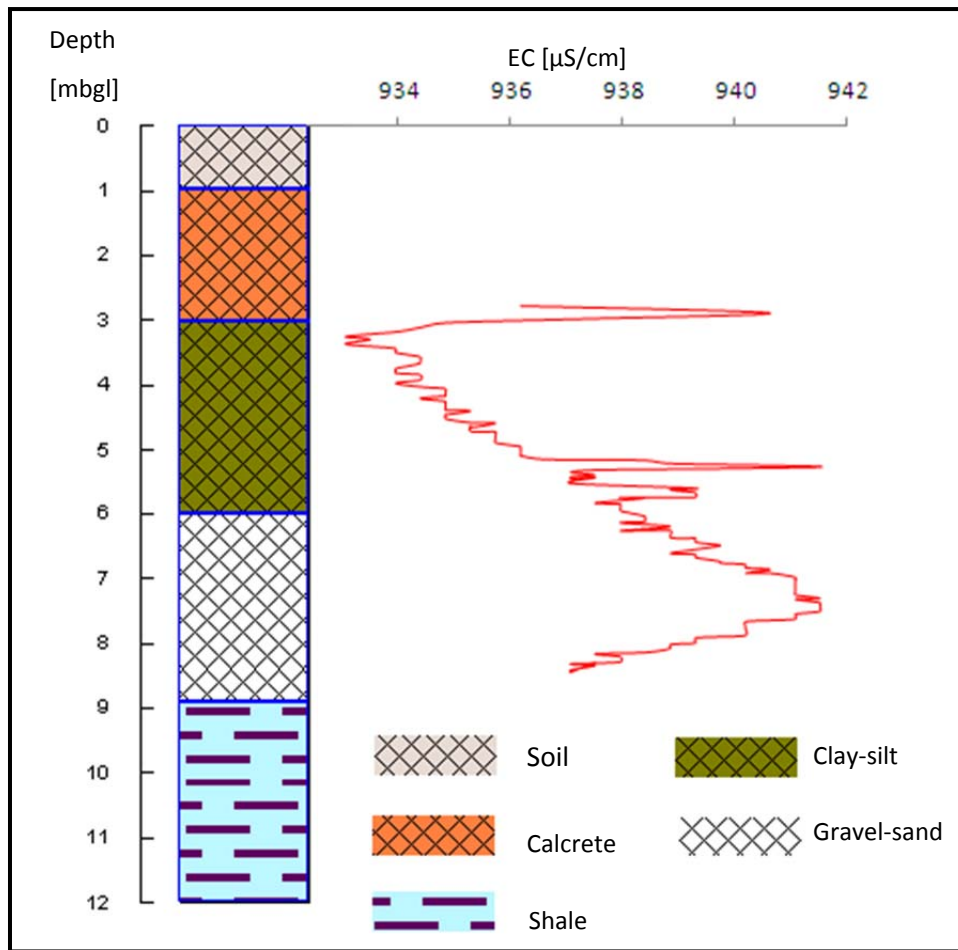 Depth
[mbgl]
EC [µS/cm]
934 936 938 940 942
0
1
2
3
4
5
6
7
8
9
10
11
12
Soil
Clay-silt
Calcrete
Gravel-sand
Shale